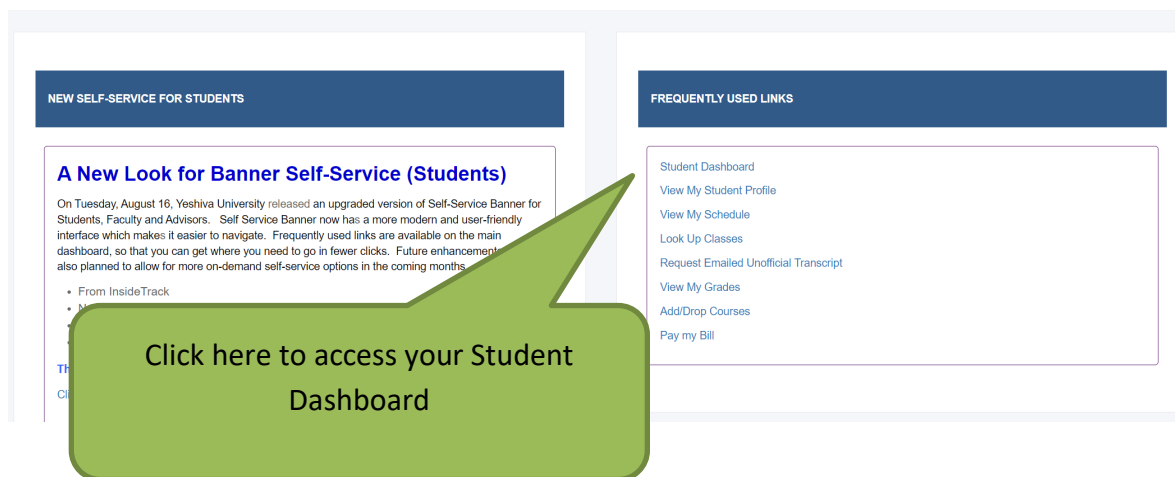 NEW SELF-SERVICE FOR STUDENTS
A New Look for Banner Self-Service (Students)
On Tuesday, August 16, Yeshiva University released an upgraded version of Self-Service Banner for
Students, Faculty and Advisors. Self Service Banner now has a more modern and user-friendly
interface which makes it easier to navigate. Frequently used links are available on the main
dashboard, so that you can get where you need to go in fewer clicks. Future enhancements
also planned to allow for more on-demand self-service options in the coming months
• From InsideTrack
Click here to access your Student
Dashboard
FREQUENTLY USED LINKS
Student Dashboard
View My Student Profile
View My Schedule
Look Up Classes
Request Emailed Unofficial Transcript
View My Grades
Add/Drop Courses
Pay my Bill